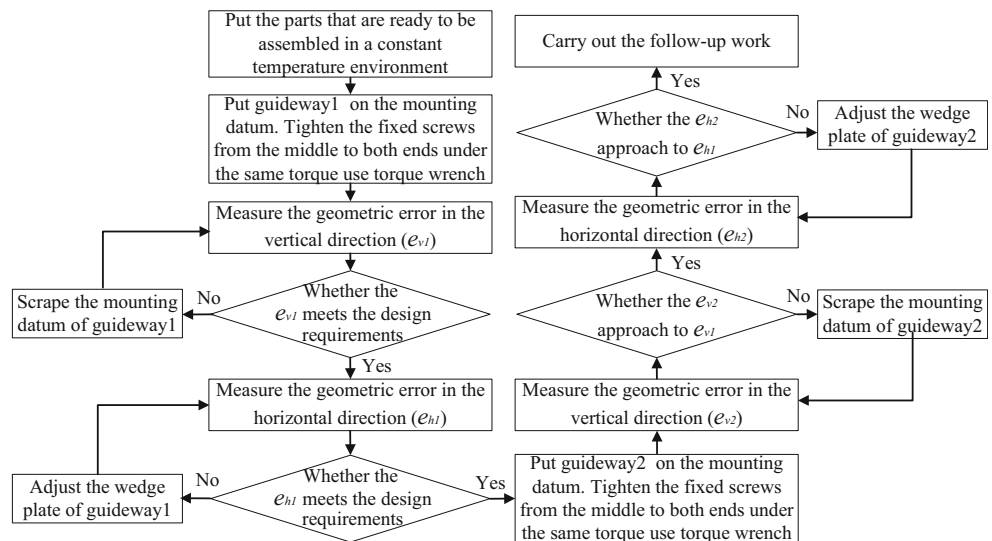 Put the parts that are ready to be
assembled in a constant
temperature environment
Put guideway1 on the mounting
datum. Tighten the fixed screws
from the middle to both ends under
the same torque use torque wrench
Measure the geometric error in the
vertical direction (ev1)
Whether the
ev1 meets the design
requirements
No
Scrape the mounting
datum of guideway1
Yes
Measure the geometric error in the
horizontal direction (eh1)
Whether the
eh1 meets the design
requirements
No
Adjust the wedge
plate of guideway1
Yes
Put guideway2 on the mounting
datum. Tighten the fixed screws
from the middle to both ends under
the same torque use torque wrench
Measure the geometric error in the
vertical direction (ev2)
Whether the ev2
approach to ev1
No
Scrape the mounting
datum of guideway2
Yes
Measure the geometric error in the
horizontal direction (eh2)
Whether the eh2
approach to eh1
No
Adjust the wedge
plate of guideway2
Yes
Carry out the follow-up work